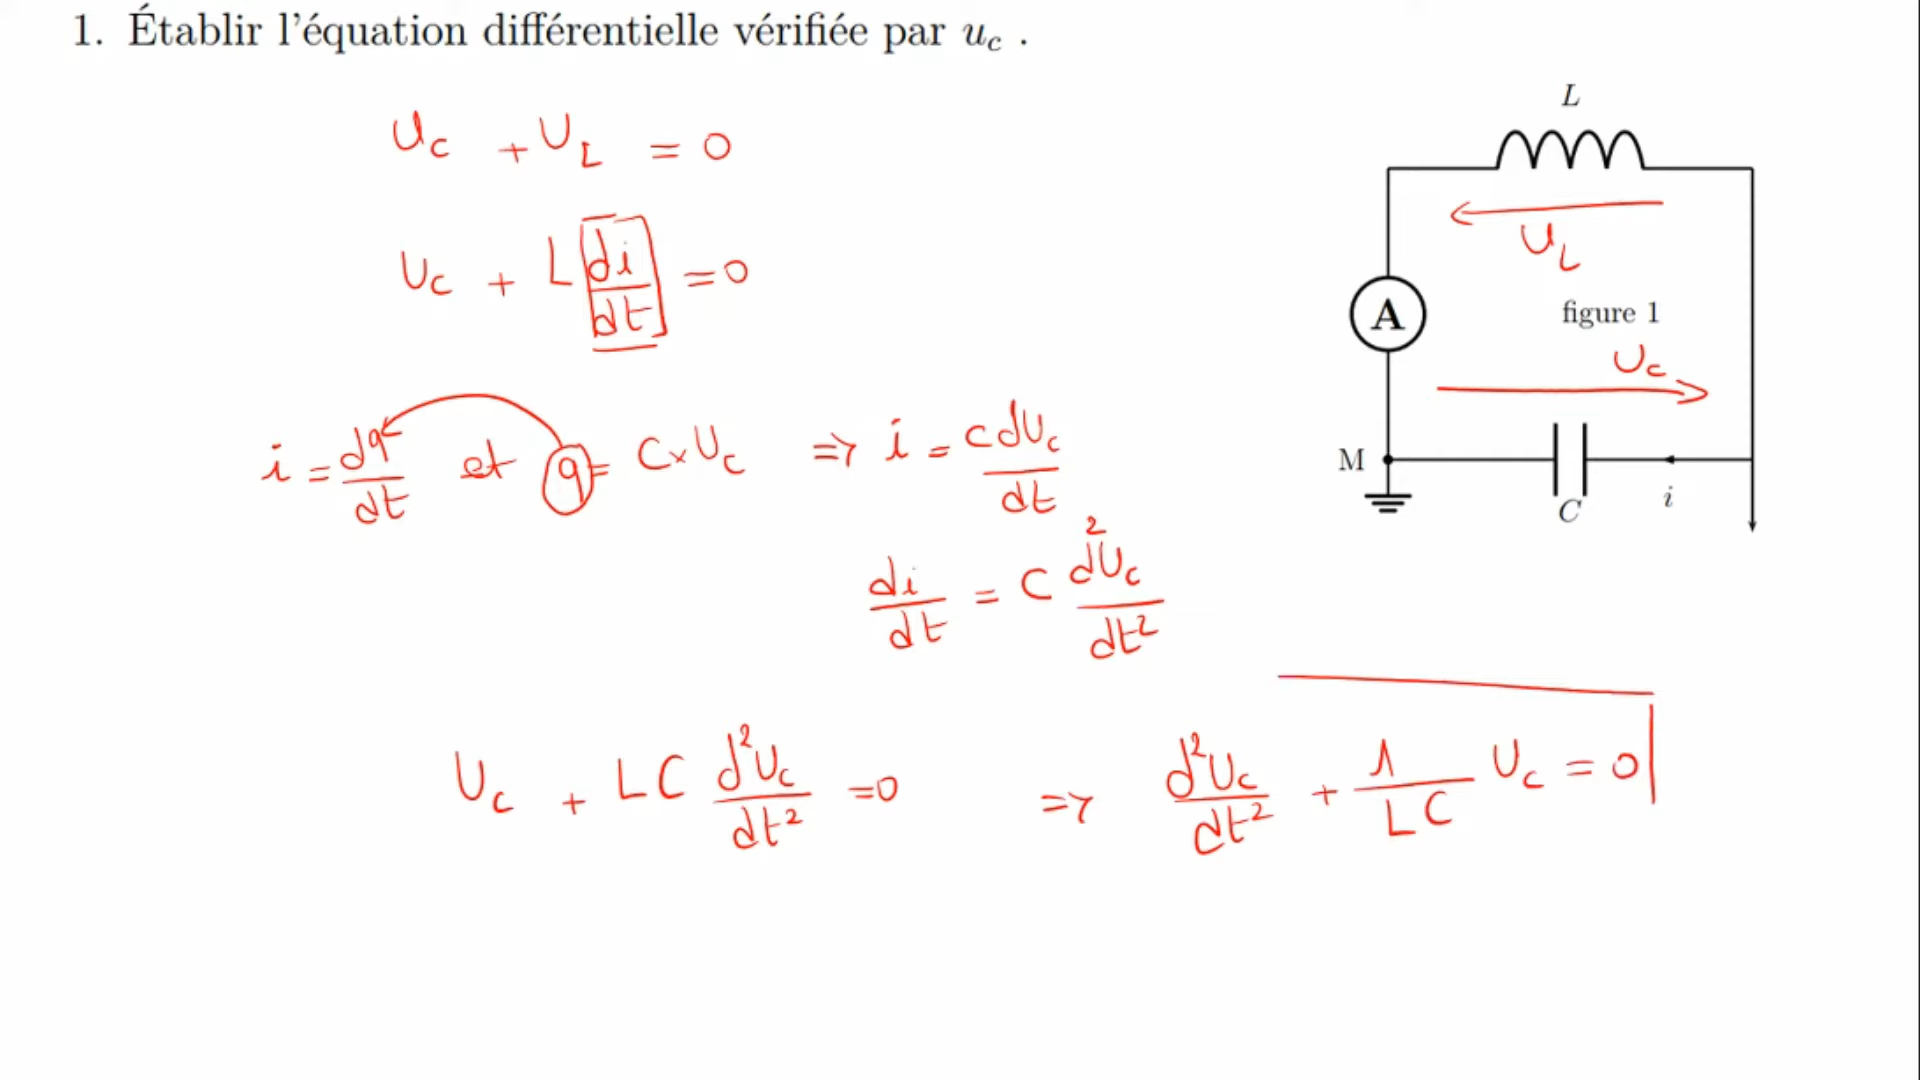 1. Établir l'équation différentielle vérifiée par u_c .
U_C + U_L = 0
U_C + L di/dt = 0
i = dq/dt et q = C×U_C ⇒ i = C dU_C/dt
di/dt = C d²U_C/dt²
U_C + LC d²U_C/dt² = 0 ⇒ d²U_C/dt² + 1/LC U_C = 0
L
U_L
A
figure 1
U_C
M
C
i